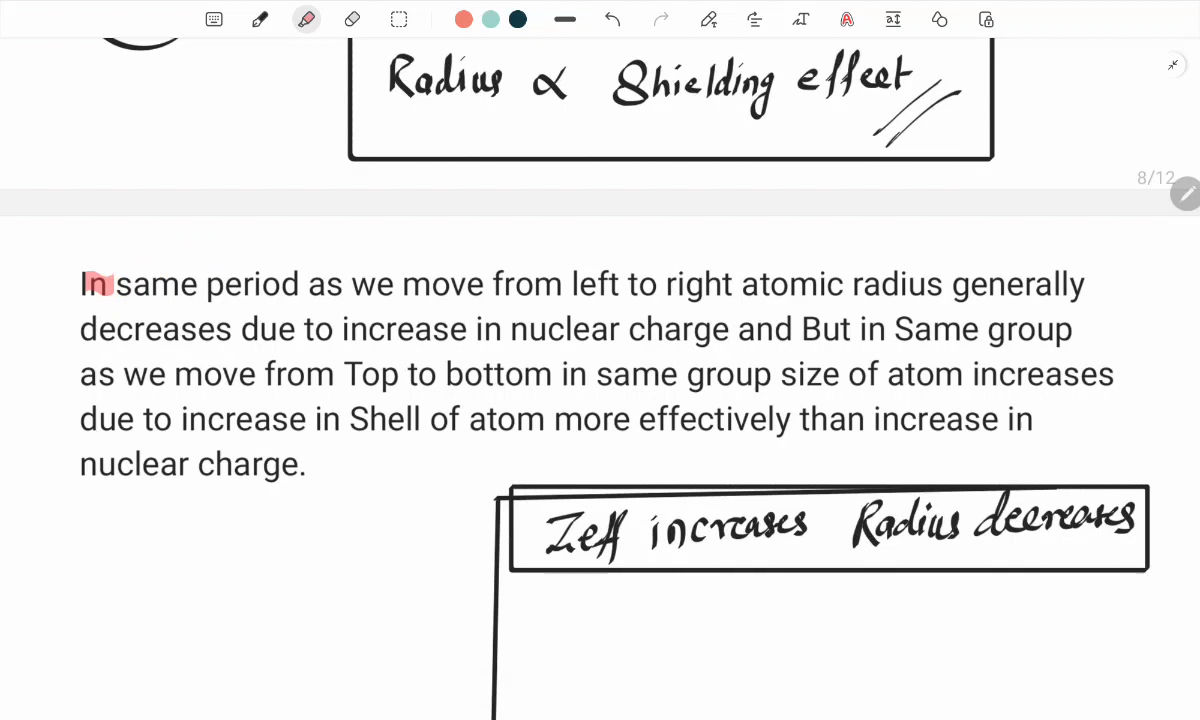 Radius ∝ Shielding effect
8/12
In same period as we move from left to right atomic radius generally
decreases due to increase in nuclear charge and But in Same group
as we move from Top to bottom in same group size of atom increases
due to increase in Shell of atom more effectively than increase in
nuclear charge.
Zeff increases Radius decreases